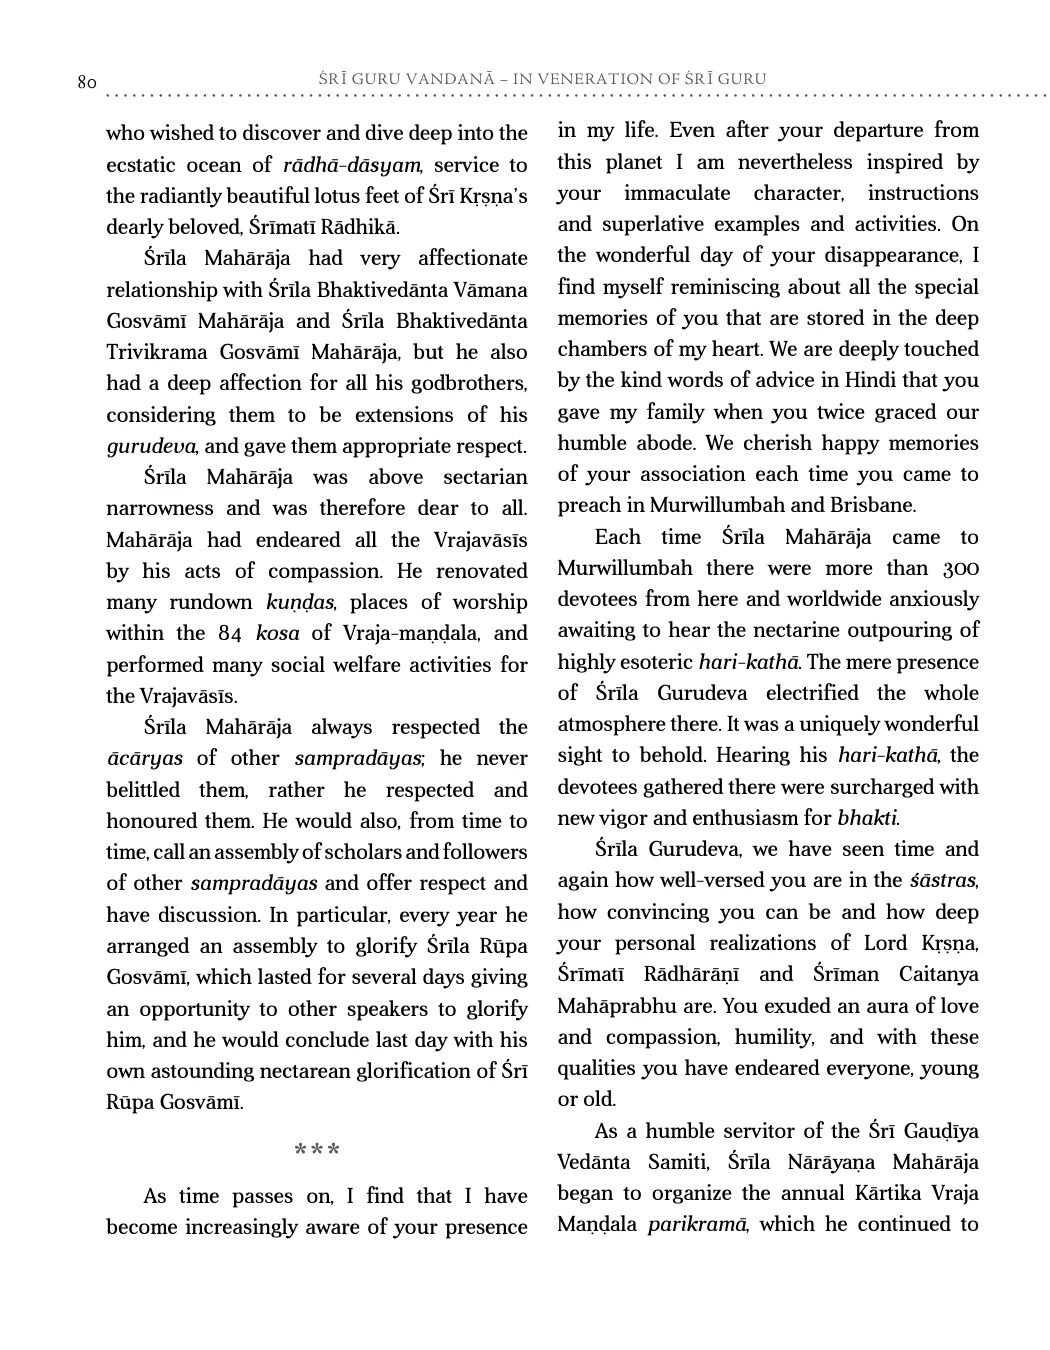 80
ŚRĪ GURU VANDANĀ – IN VENERATION OF ŚRĪ GURU
who wished to discover and dive deep into the
ecstatic ocean of rādhā-dāsyam, service to
the radiantly beautiful lotus feet of Śrī Kṛṣṇa's
dearly beloved, Śrīmatī Rādhikā.
Śrīla Mahārāja had very affectionate
relationship with Śrīla Bhaktivedānta Vāmana
Gosvāmī Mahārāja and Śrīla Bhaktivedānta
Trivikrama Gosvāmī Mahārāja, but he also
had a deep affection for all his godbrothers,
considering them to be extensions of his
gurudeva, and gave them appropriate respect.
Śrīla Mahārāja was above sectarian
narrowness and was therefore dear to all.
Mahārāja had endeared all the Vrajavāsīs
by his acts of compassion. He renovated
many rundown kuṇḍas, places of worship
within the 84 kosa of Vraja-maṇḍala, and
performed many social welfare activities for
the Vrajavāsīs.
Śrīla Mahārāja always respected the
ācāryas of other sampradāyas; he never
belittled them, rather he respected and
honoured them. He would also, from time to
time, call an assembly of scholars and followers
of other sampradāyas and offer respect and
have discussion. In particular, every year he
arranged an assembly to glorify Śrīla Rūpa
Gosvāmī, which lasted for several days giving
an opportunity to other speakers to glorify
him, and he would conclude last day with his
own astounding nectarean glorification of Śrī
Rūpa Gosvāmī.
***
As time passes on, I find that I have
become increasingly aware of your presence
in my life. Even after your departure from
this planet I am nevertheless inspired by
your immaculate character, instructions
and superlative examples and activities. On
the wonderful day of your disappearance, I
find myself reminiscing about all the special
memories of you that are stored in the deep
chambers of my heart. We are deeply touched
by the kind words of advice in Hindi that you
gave my family when you twice graced our
humble abode. We cherish happy memories
of your association each time you came to
preach in Murwillumbah and Brisbane.
Each time Śrīla Mahārāja came to
Murwillumbah there were more than 300
devotees from here and worldwide anxiously
awaiting to hear the nectarine outpouring of
highly esoteric hari-kathā. The mere presence
of Śrīla Gurudeva electrified the whole
atmosphere there. It was a uniquely wonderful
sight to behold. Hearing his hari-kathā, the
devotees gathered there were surcharged with
new vigor and enthusiasm for bhakti.
Śrīla Gurudeva, we have seen time and
again how well-versed you are in the śāstras,
how convincing you can be and how deep
your personal realizations of Lord Kṛṣṇa,
Śrīmatī Rādhārāṇī and Śrīman Caitanya
Mahāprabhu are. You exuded an aura of love
and compassion, humility, and with these
qualities you have endeared everyone, young
or old.
As a humble servitor of the Śrī Gauḍīya
Vedānta Samiti, Śrīla Nārāyaṇa Mahārāja
began to organize the annual Kārtika Vraja
Maṇḍala parikramā, which he continued to